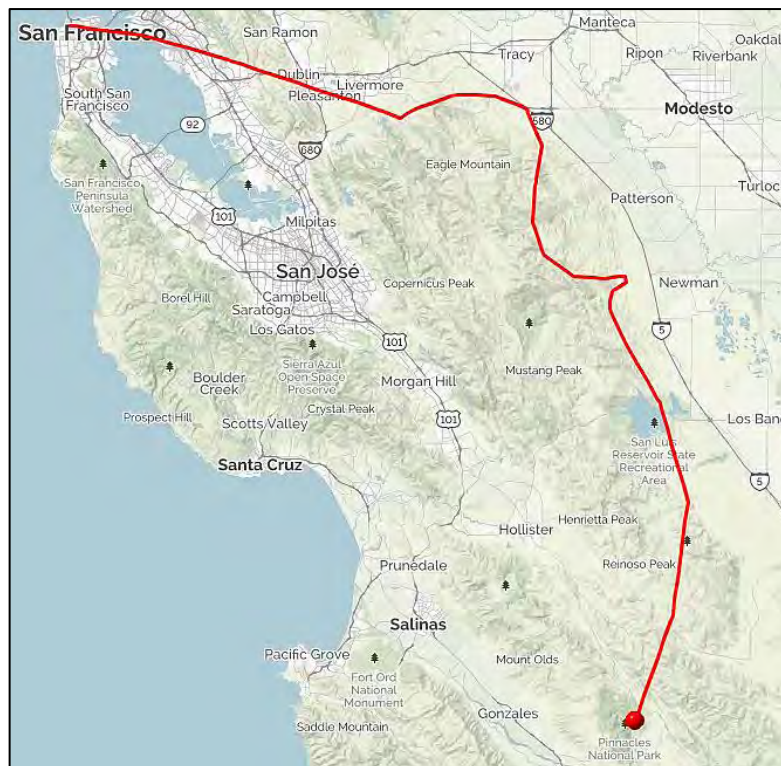 Manteca
Oakdal
San Francisco
San Ramon
Tracy
Ripon
Riverbank
Dublin
Livermore
Pleasanton
South San
Francisco
Modesto
92
580
680
Eagle Mountain
Turloc
San Francisco
Peninsula
Watershed
101
Patterson
Milpitas
San José
Copernicus Peak
Newman
Borel Hill
Campbell
Saratoga
Los Gatos
5
101
Sierra Azul
Open Space
Preserve
Mustang Peak
Boulder
Creek
Morgan Hill
Crystal Peak
Prospect Hill
Scotts Valley
101
Los Ban
San Luis
Reservoir State
Recreational
Area
Santa Cruz
5
Hollister
Henrietta Peak
Reinoso Peak
Prunedale
Salinas
Pacific Grove
Mount Olds
Fort Ord
National
Monument
Gonzales
Saddle Mountain
Pinnacles
National Park